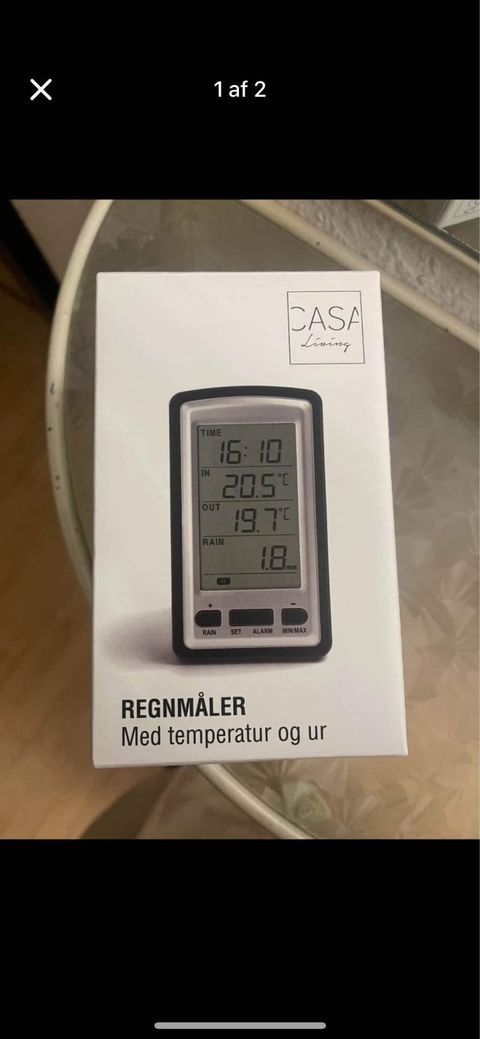 1 af 2
CASA
Living
TIME
16:10
IN
20.5°C
OUT
19.7°C
RAIN
1.8mm
+
-
RAIN SET ALARM MIN/MAX
REGNMÅLER
Med temperatur og ur